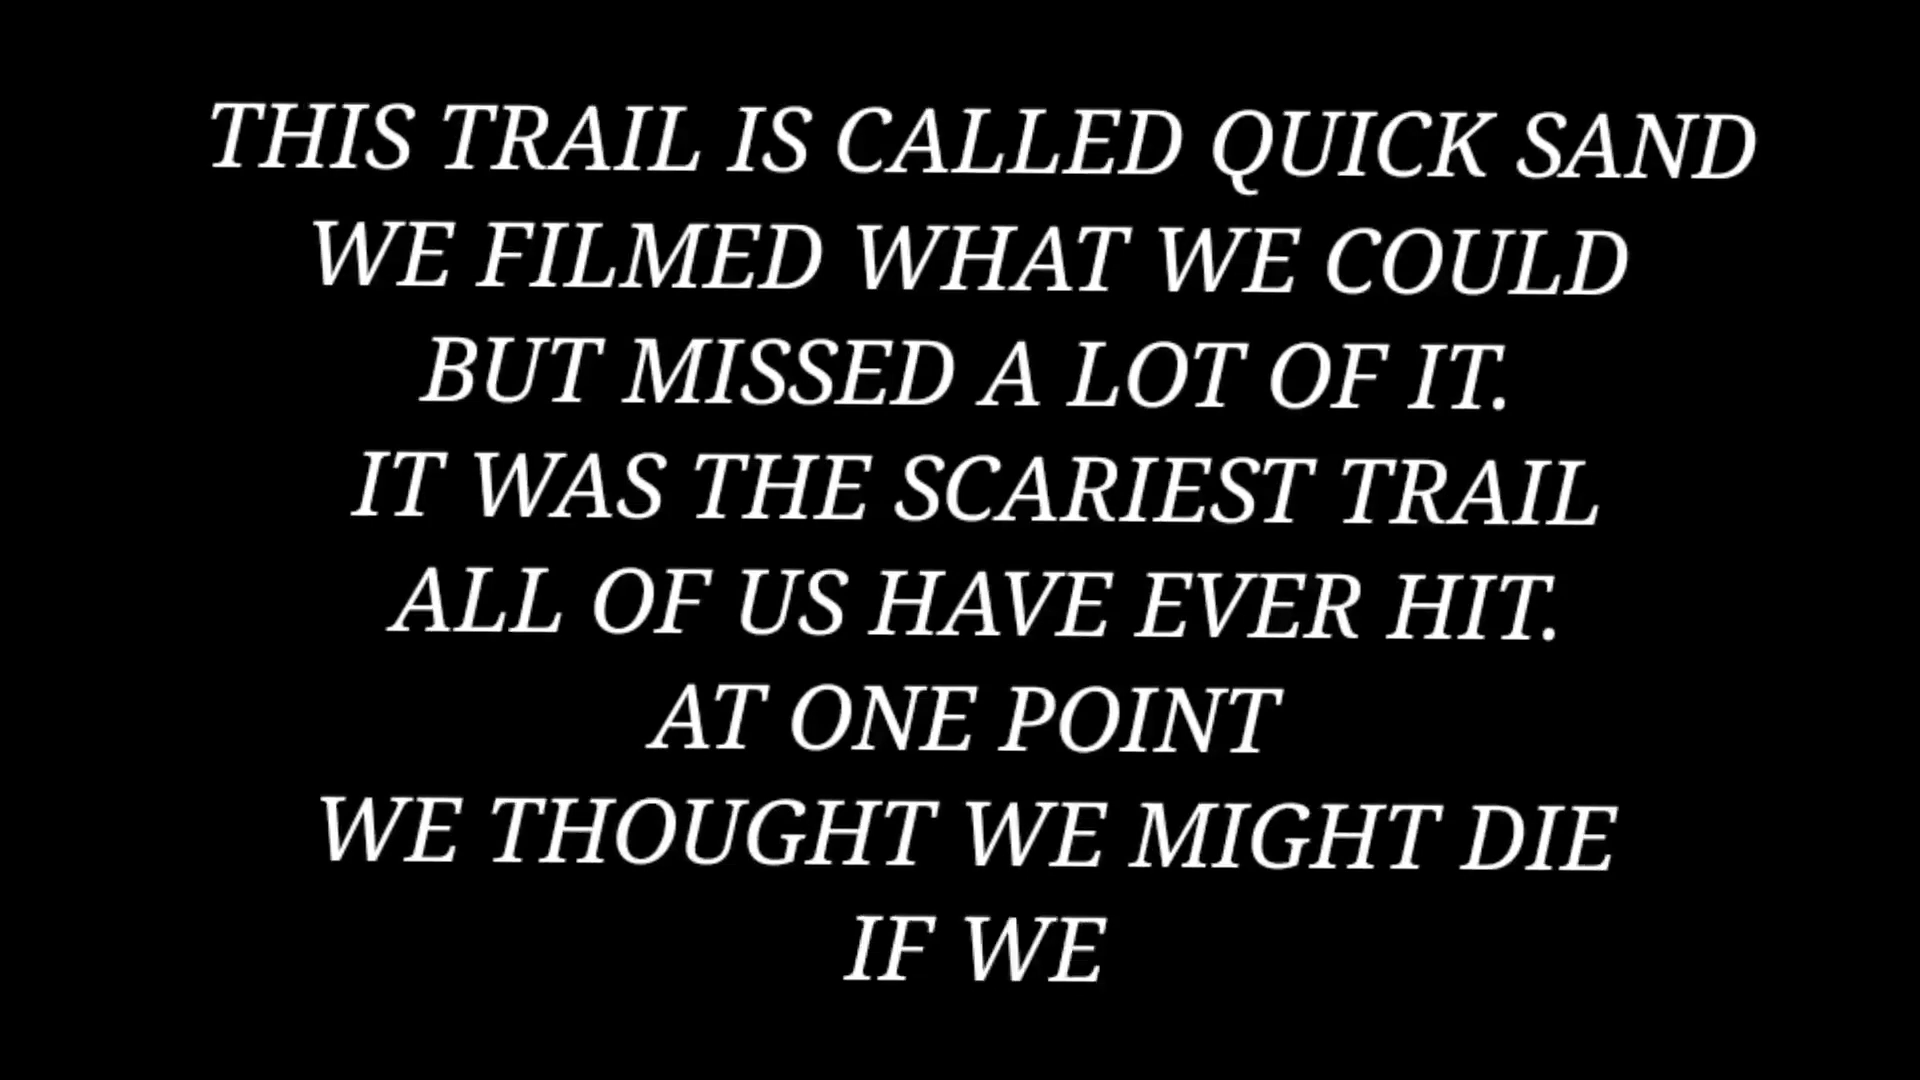 THIS TRAIL IS CALLED QUICK SAND
WE FILMED WHAT WE COULD
BUT MISSED A LOT OF IT.
IT WAS THE SCARIEST TRAIL
ALL OF US HAVE EVER HIT.
AT ONE POINT
WE THOUGHT WE MIGHT DIE
IF WE